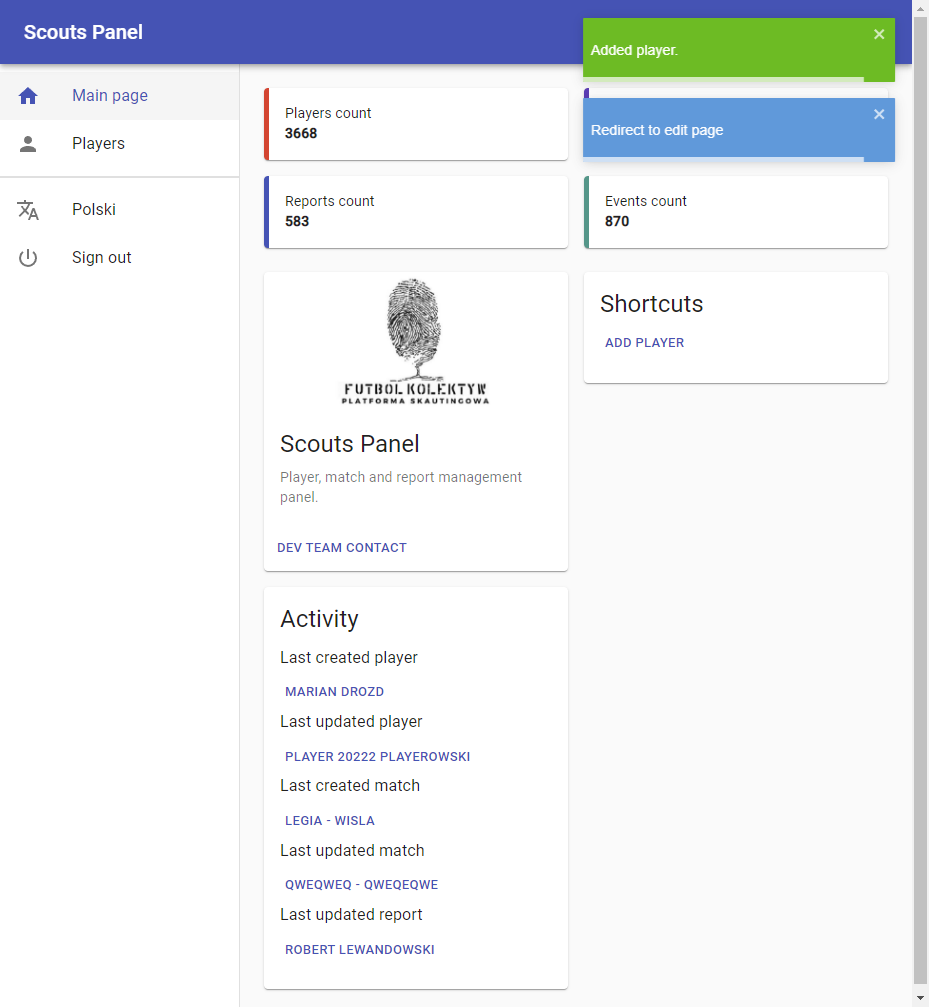 Scouts Panel
Added player.
Redirect to edit page
Main page
Players
Polski
Sign out
Players count
3668
Reports count
583
Events count
870
FUTBOL KOLEKTYW
PLATFORMA SKAUTINGOWA
Scouts Panel
Player, match and report management
panel.
DEV TEAM CONTACT
Shortcuts
ADD PLAYER
Activity
Last created player
MARIAN DROZD
Last updated player
PLAYER 20222 PLAYEROWSKI
Last created match
LEGIA - WISLA
Last updated match
QWEQWEQ - QWEQEQWE
Last updated report
ROBERT LEWANDOWSKI